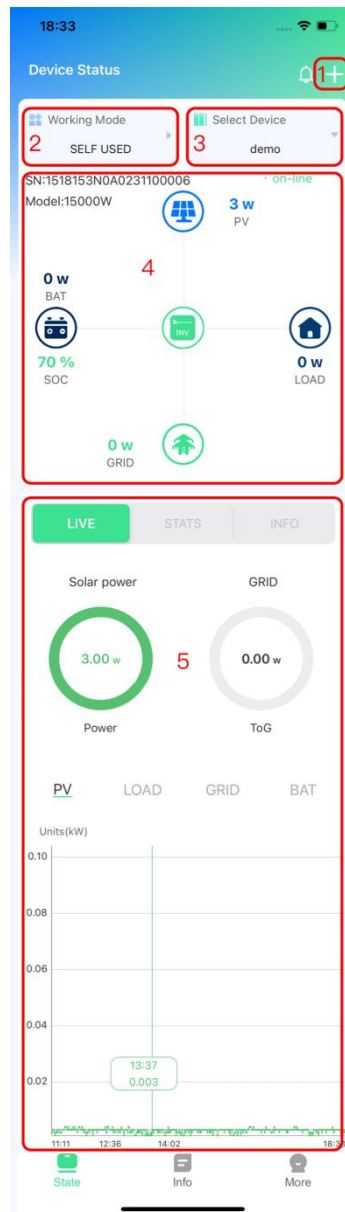 18:33
Device Status
1
Working Mode
2
SELF USED
Select Device
3
demo
SN:1518153N0A0231100006
· on-line
Model:15000W
3 w
PV
4
0 w
BAT
INV
70 %
SOC
0 w
LOAD
0 w
GRID
LIVE
STATS
INFO
Solar power
GRID
3.00 w
5
0.00 w
Power
ToG
PV
LOAD
GRID
BAT
Units(kW)
0.10
0.08
0.06
0.04
13:37
0.003
0.02
11:11
12:36
14:02
State
Info
More